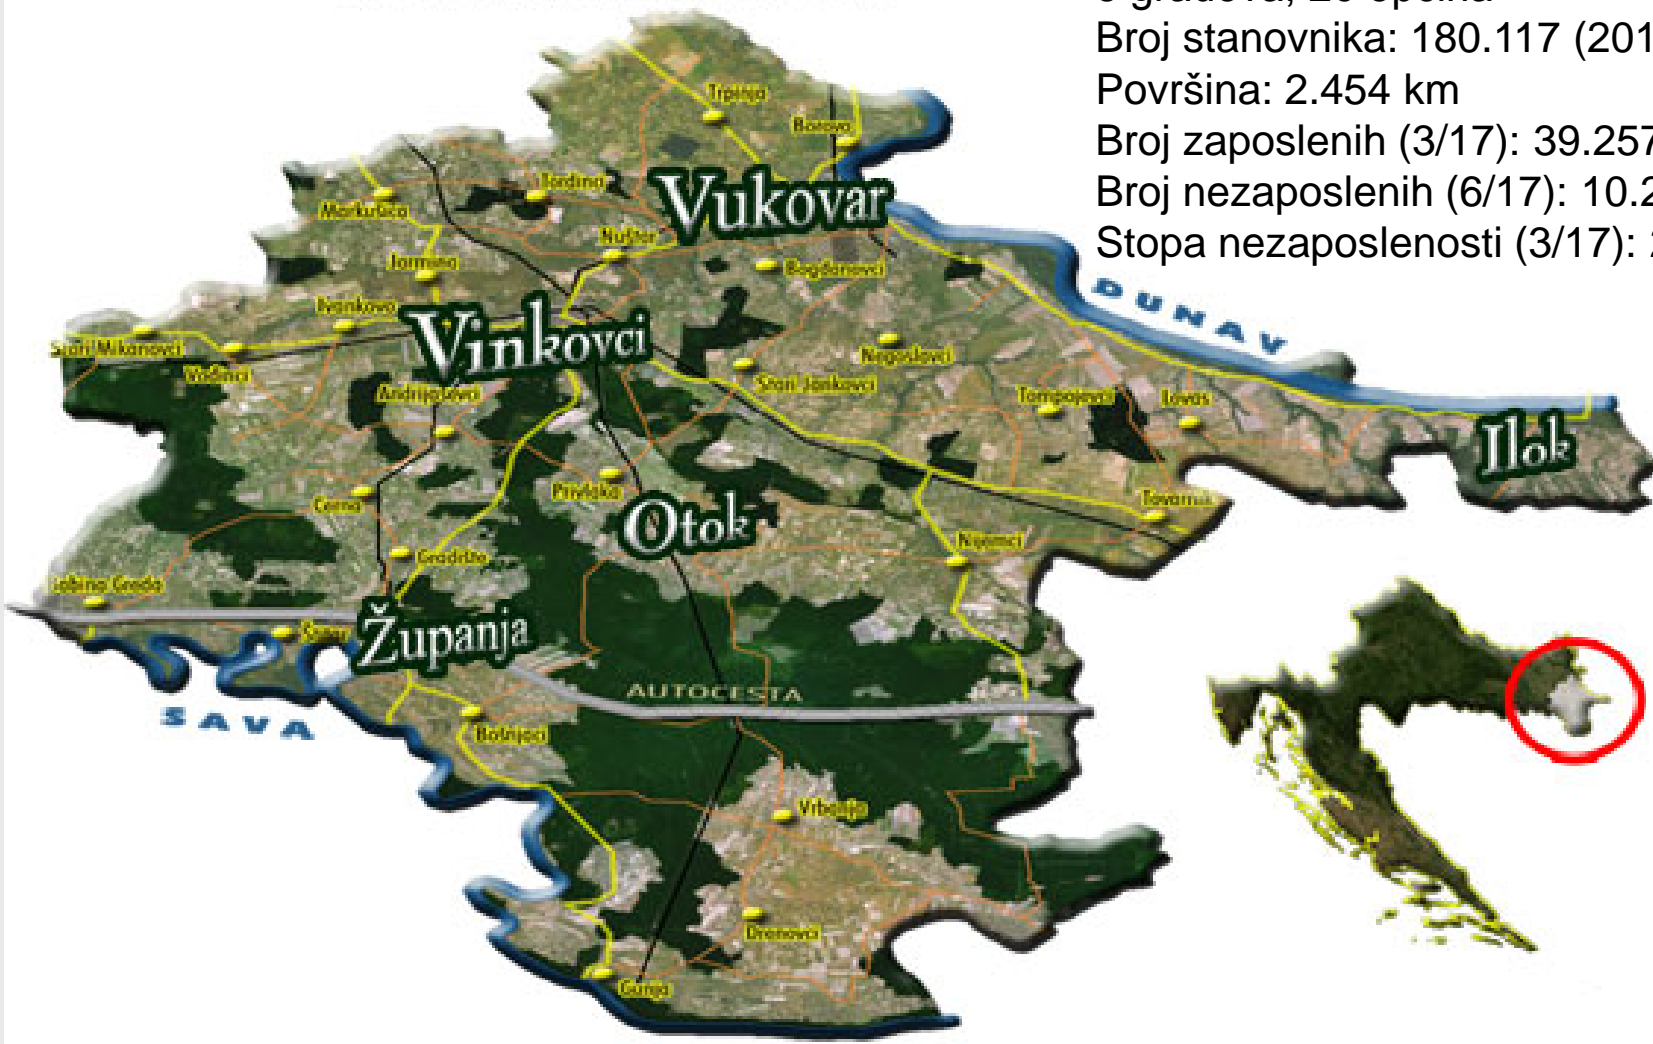 Broj stanovnika: 180.117 (201
Površina: 2.454 km
Broj zaposlenih (3/17): 39.257
Broj nezaposlenih (6/17): 10.2
Stopa nezaposlenosti (3/17): 2
Trpinja
Borovo
Vukovar
Tordinci
Markušica
Nuštar
Jarmina
Bogdanovci
DUNAV
Ivankovo
Vinkovci
Stari Mikanovci
Vođinci
Negoslavci
Stari Jankovci
Andrijaševci
Tompojevci
Lovas
Ilok
Privlaka
Cerna
Otok
Tovarnik
Nijemci
Gradište
Babina Greda
Županja
AUTOCESTA
SAVA
Bošnjaci
Vrbanja
Drenovci
Gunja